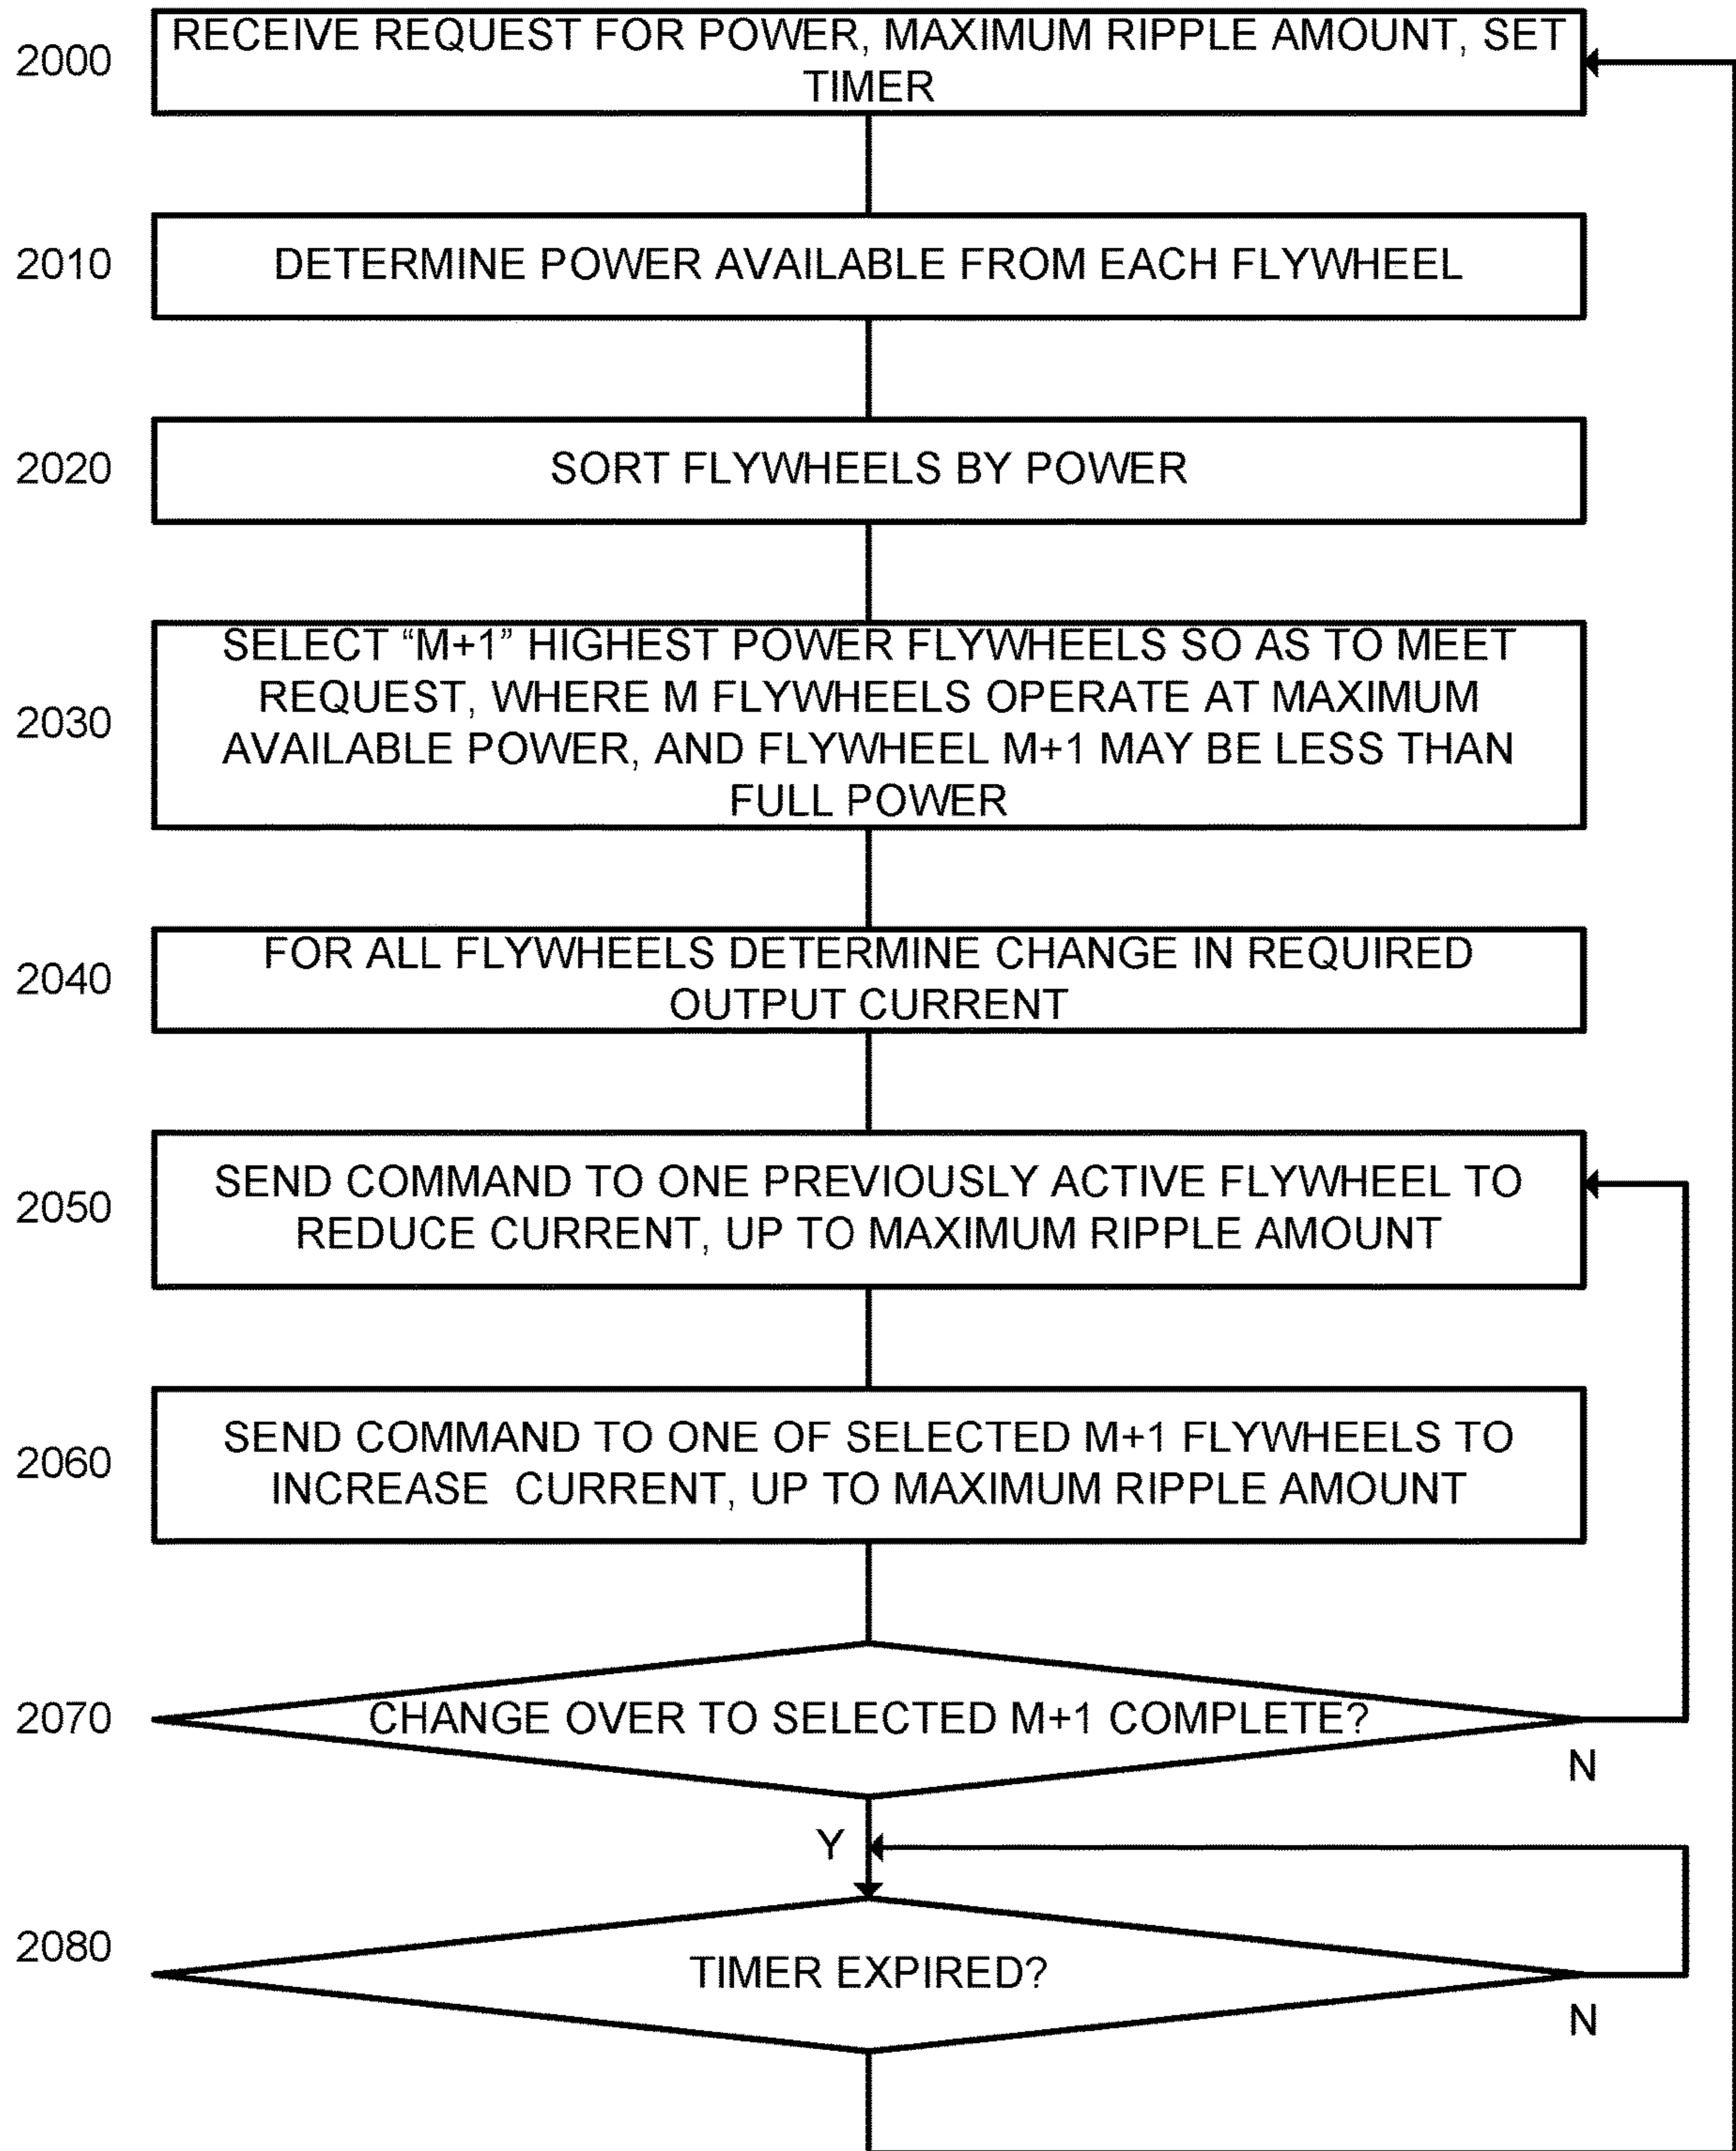 2000
RECEIVE REQUEST FOR POWER, MAXIMUM RIPPLE AMOUNT, SET
TIMER
2010
DETERMINE POWER AVAILABLE FROM EACH FLYWHEEL
2020
SORT FLYWHEELS BY POWER
2030
SELECT “M+1” HIGHEST POWER FLYWHEELS SO AS TO MEET
REQUEST, WHERE M FLYWHEELS OPERATE AT MAXIMUM
AVAILABLE POWER, AND FLYWHEEL M+1 MAY BE LESS THAN
FULL POWER
2040
FOR ALL FLYWHEELS DETERMINE CHANGE IN REQUIRED
OUTPUT CURRENT
2050
SEND COMMAND TO ONE PREVIOUSLY ACTIVE FLYWHEEL TO
REDUCE CURRENT, UP TO MAXIMUM RIPPLE AMOUNT
2060
SEND COMMAND TO ONE OF SELECTED M+1 FLYWHEELS TO
INCREASE CURRENT, UP TO MAXIMUM RIPPLE AMOUNT
2070
CHANGE OVER TO SELECTED M+1 COMPLETE?
N
Y
2080
TIMER EXPIRED?
N